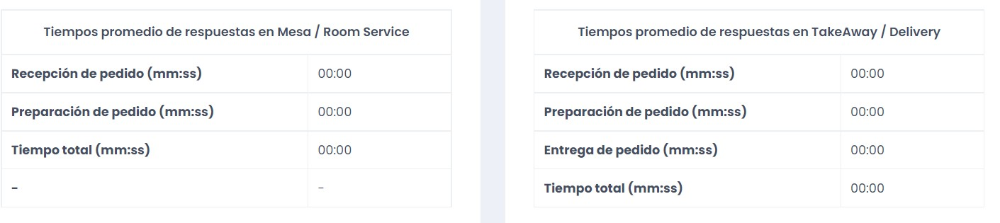 Tiempos promedio de respuestas en Mesa / Room Service
Recepción de pedido (mm:ss) 00:00
Preparación de pedido (mm:ss) 00:00
Tiempo total (mm:ss) 00:00
- -
Tiempos promedio de respuestas en TakeAway / Delivery
Recepción de pedido (mm:ss) 00:00
Preparación de pedido (mm:ss) 00:00
Entrega de pedido (mm:ss) 00:00
Tiempo total (mm:ss) 00:00